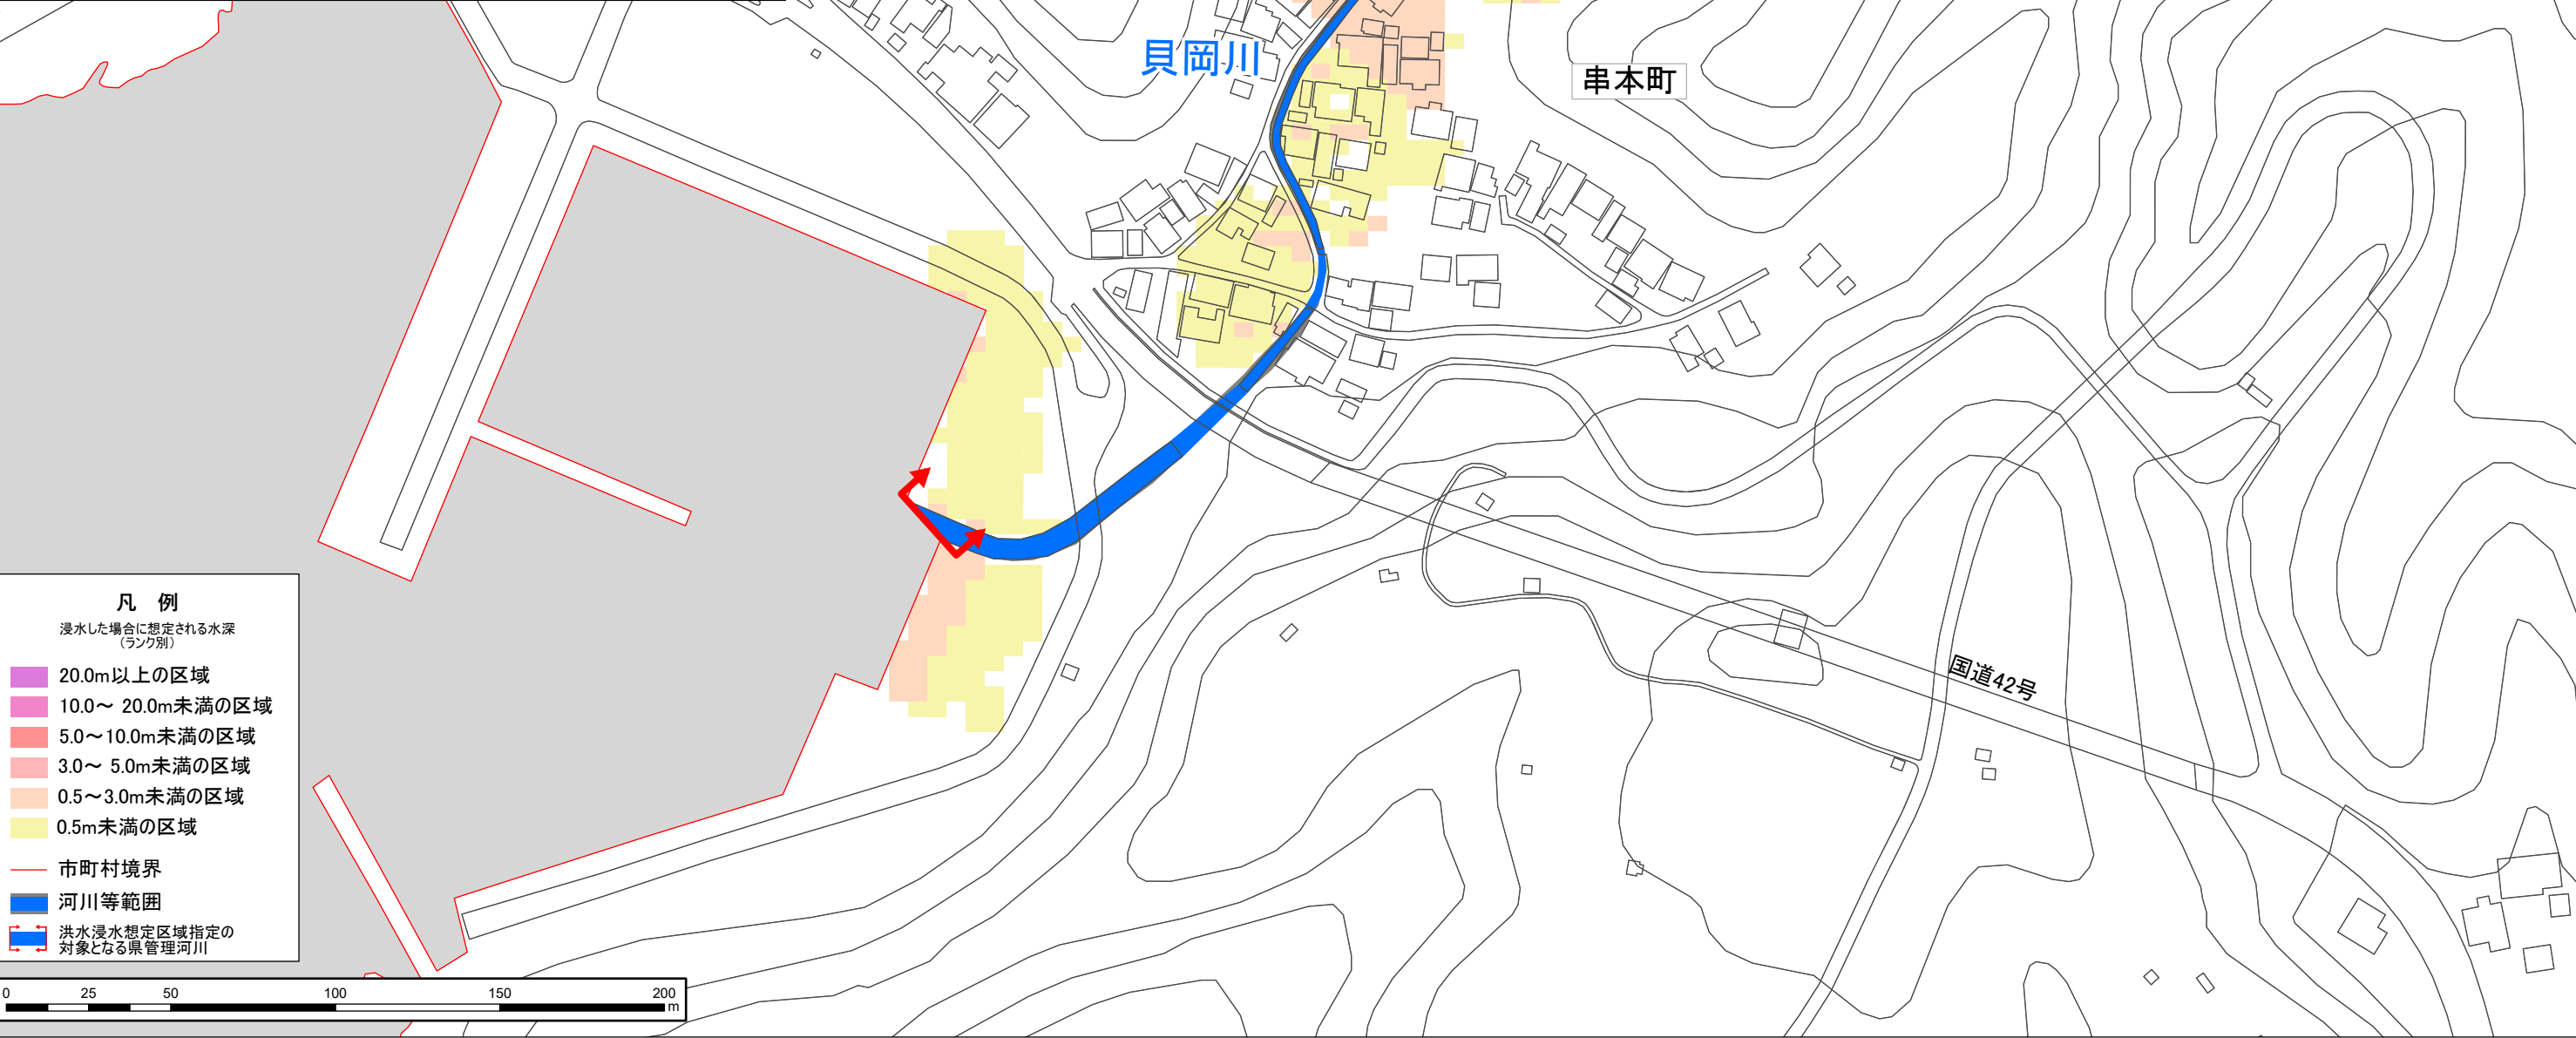 貝岡川
串本町
国道42号
凡 例
浸水した場合に想定される水深
（ランク別）
20.0m以上の区域
10.0～ 20.0m未満の区域
5.0～10.0m未満の区域
3.0～ 5.0m未満の区域
0.5～3.0m未満の区域
0.5m未満の区域
市町村境界
河川等範囲
洪水浸水想定区域指定の
対象となる県管理河川
0 25 50 100 150 200
m